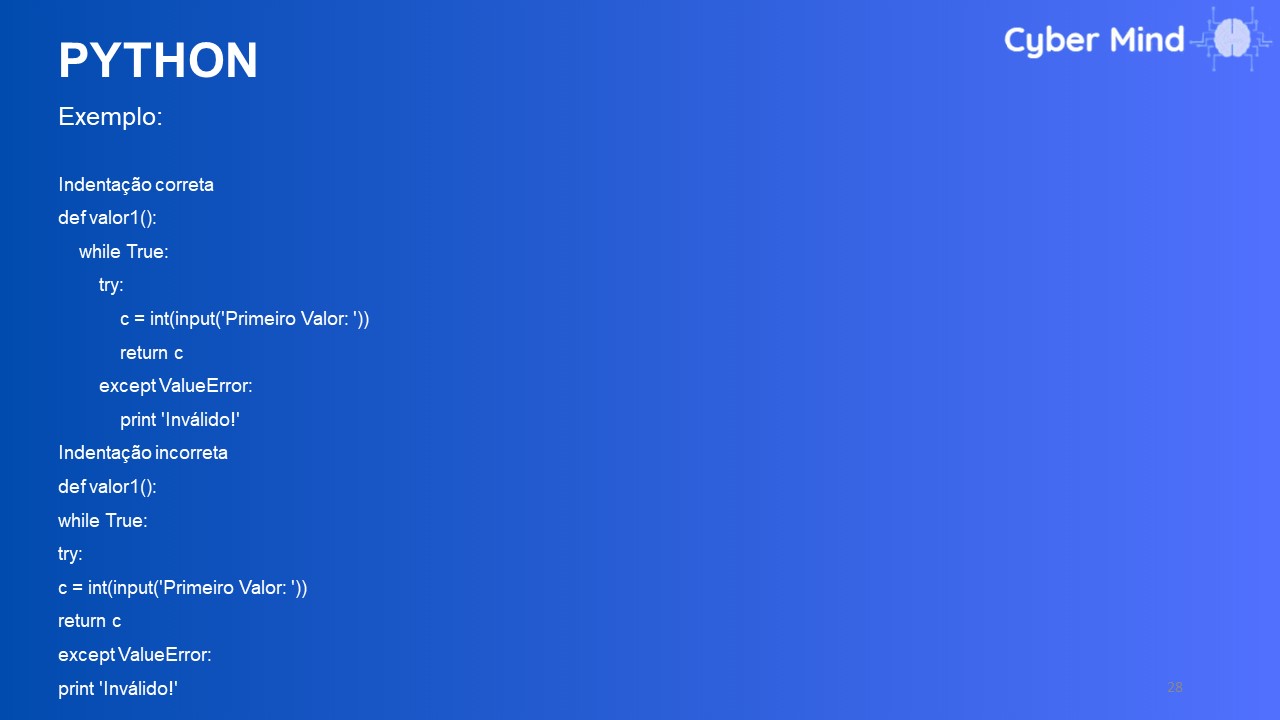 PYTHON
Cyber Mind
Exemplo:
Indentação correta
def valor1():
    while True:
        try:
            c = int(input('Primeiro Valor: '))
            return c
        except ValueError:
            print 'Inválido!'
Indentação incorreta
def valor1():
while True:
try:
c = int(input('Primeiro Valor: '))
return c
except ValueError:
print 'Inválido!'
28